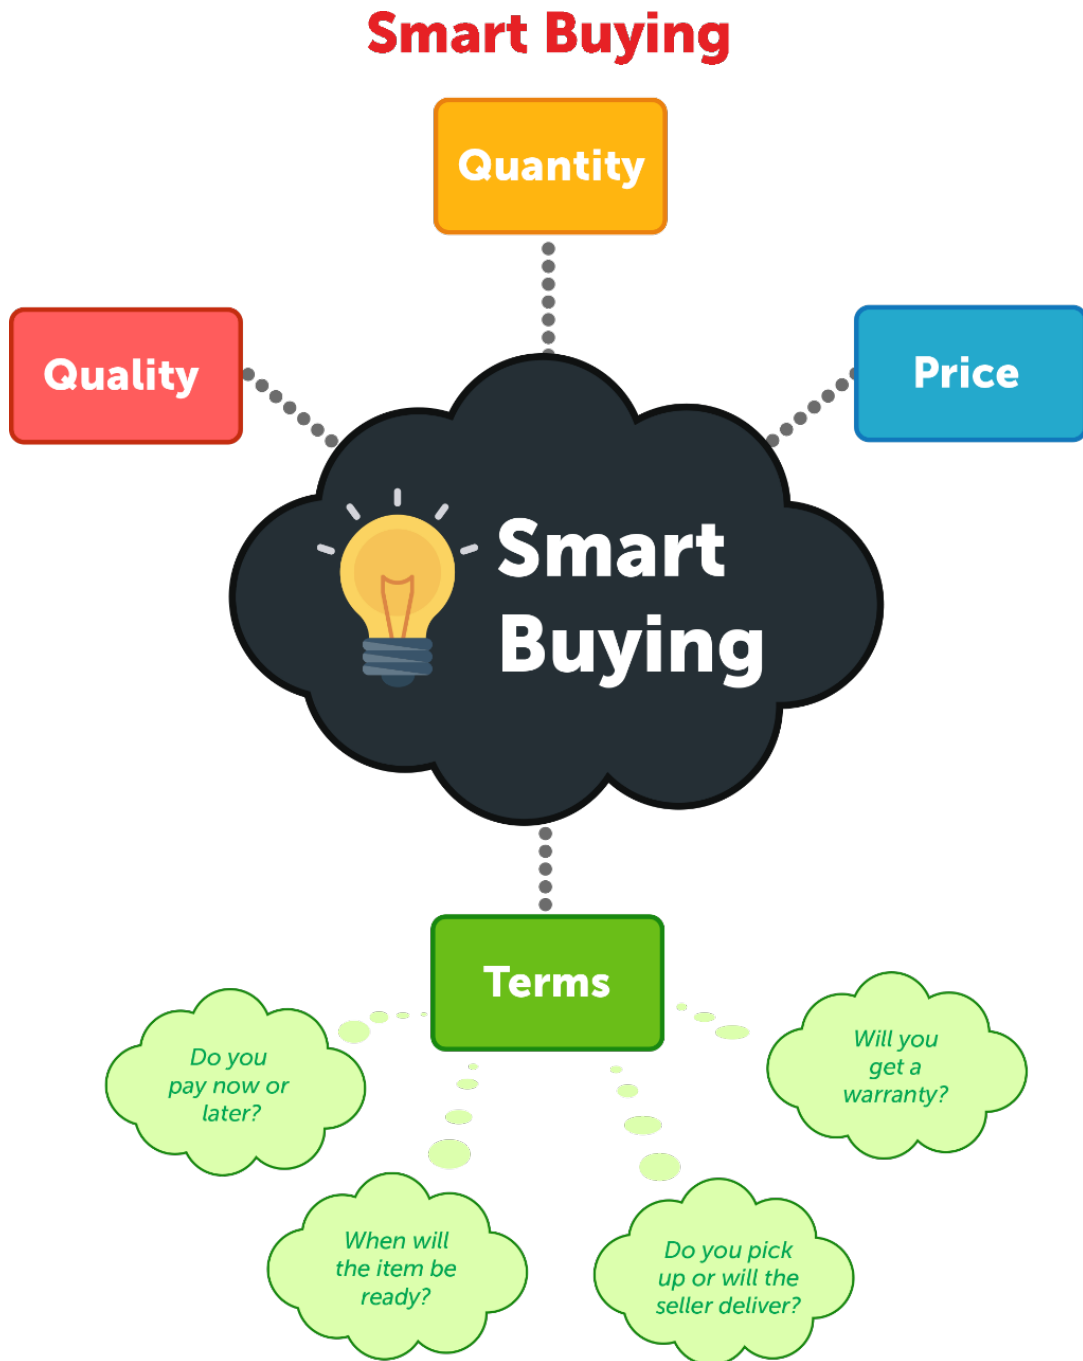 Smart Buying
Quantity
Quality
Price
Smart
Buying
Terms
Do you
pay now or
later?
Will you
get a
warranty?
When will
the item be
ready?
Do you pick
up or will the
seller deliver?